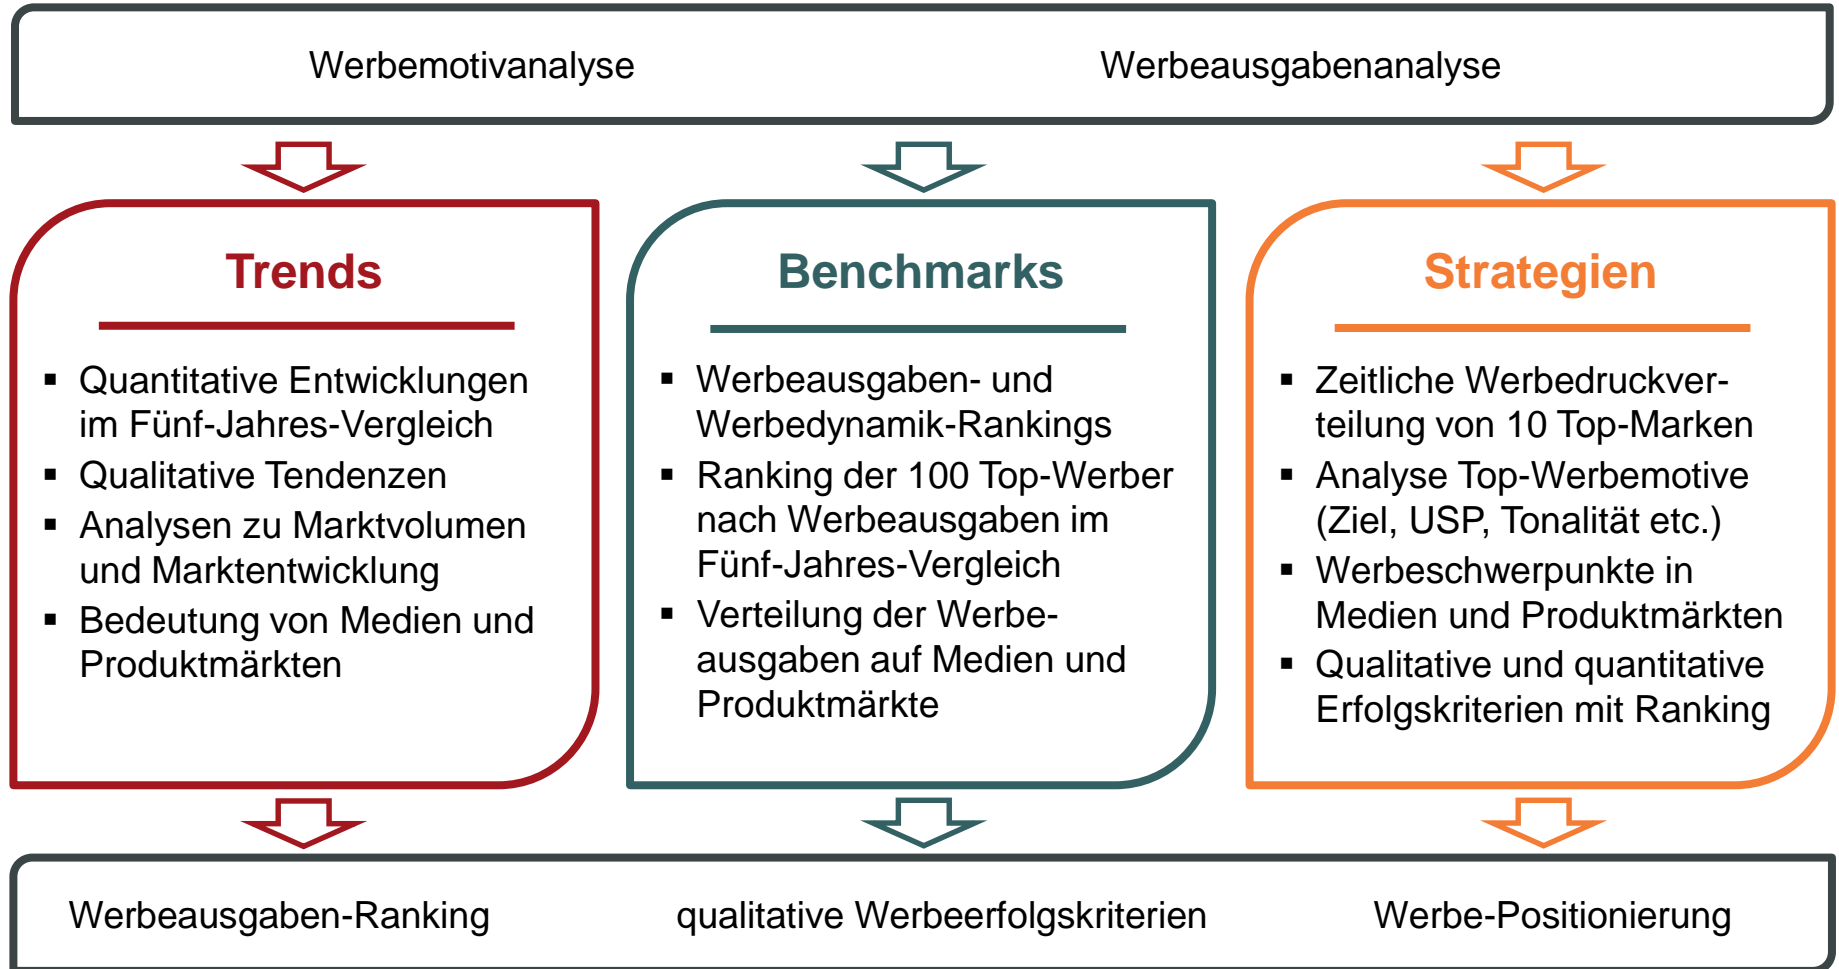 Werbemotivanalyse
Werbeausgabenanalyse
Trends
▪ Quantitative Entwicklungen
im Fünf-Jahres-Vergleich
▪ Qualitative Tendenzen
▪ Analysen zu Marktvolumen
und Marktentwicklung
▪ Bedeutung von Medien und
Produktmärkten
Benchmarks
▪ Werbeausgaben- und
Werbedynamik-Rankings
▪ Ranking der 100 Top-Werber
nach Werbeausgaben im
Fünf-Jahres-Vergleich
▪ Verteilung der Werbe-
ausgaben auf Medien und
Produktmärkte
Strategien
▪ Zeitliche Werbedruckver-
teilung von 10 Top-Marken
▪ Analyse Top-Werbemotive
(Ziel, USP, Tonalität etc.)
▪ Werbeschwerpunkte in
Medien und Produktmärkten
▪ Qualitative und quantitative
Erfolgskriterien mit Ranking
Werbeausgaben-Ranking
qualitative Werbeerfolgskriterien
Werbe-Positionierung